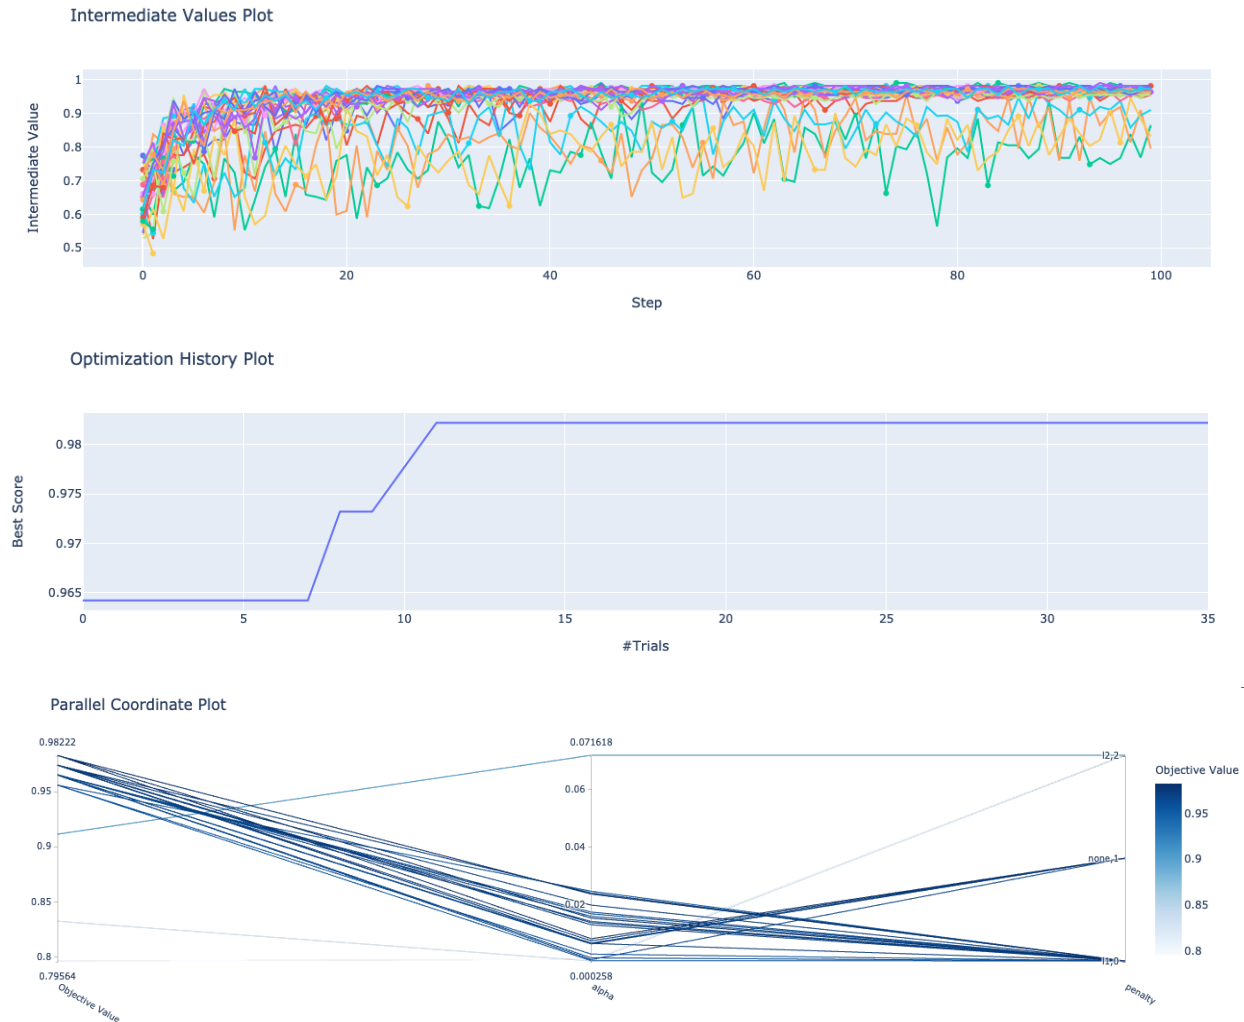 Intermediate Values Plot
1
0.9
0.8
0.7
0.6
0.5
Intermediate Value
0
20
40
60
80
100
Step
Optimization History Plot
0.98
0.975
0.97
0.965
Best Score
0
5
10
15
20
25
30
35
#Trials
Parallel Coordinate Plot
0.98222
0.95
0.9
0.85
0.8
0.79564
Objective Value
0.071618
0.06
0.04
0.02
0.000258
alpha
l2,2
none,1
l1,0
penalty
Objective Value
0.95
0.9
0.85
0.8